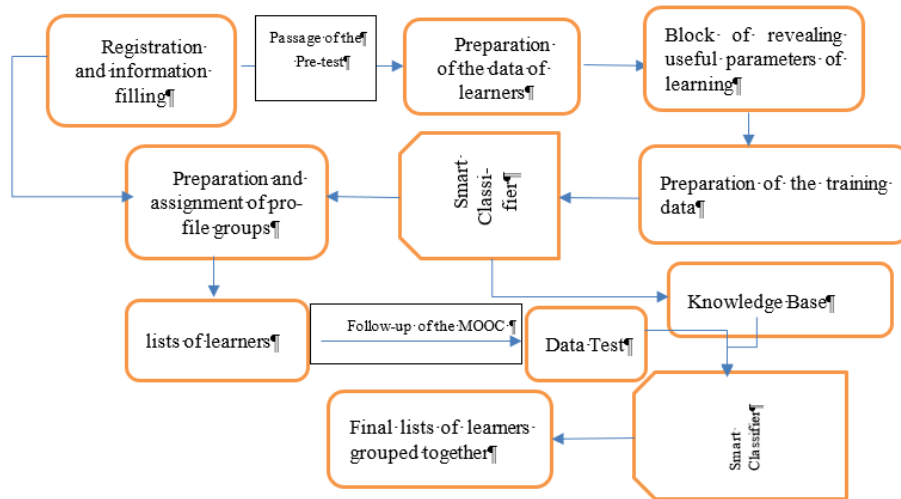 Registration·
and·information·
filling¶
Passage·of·the¶
Pre-test¶
Preparation·
of·the·data·of·
learners¶
Block· of· revealing·
useful·parameters·of·
learning¶
Preparation·and·
assignment·of·pro-
file·groups¶
Smart·
Classi-
fier¶
Preparation· of· the· training·
data¶
lists·of·learners¶
Follow-up·of·the·MOOC·¶
Data·Test¶
Knowledge·Base¶
Final· lists· of· learners·
grouped·together¶
Smart·
Classifier¶
¶